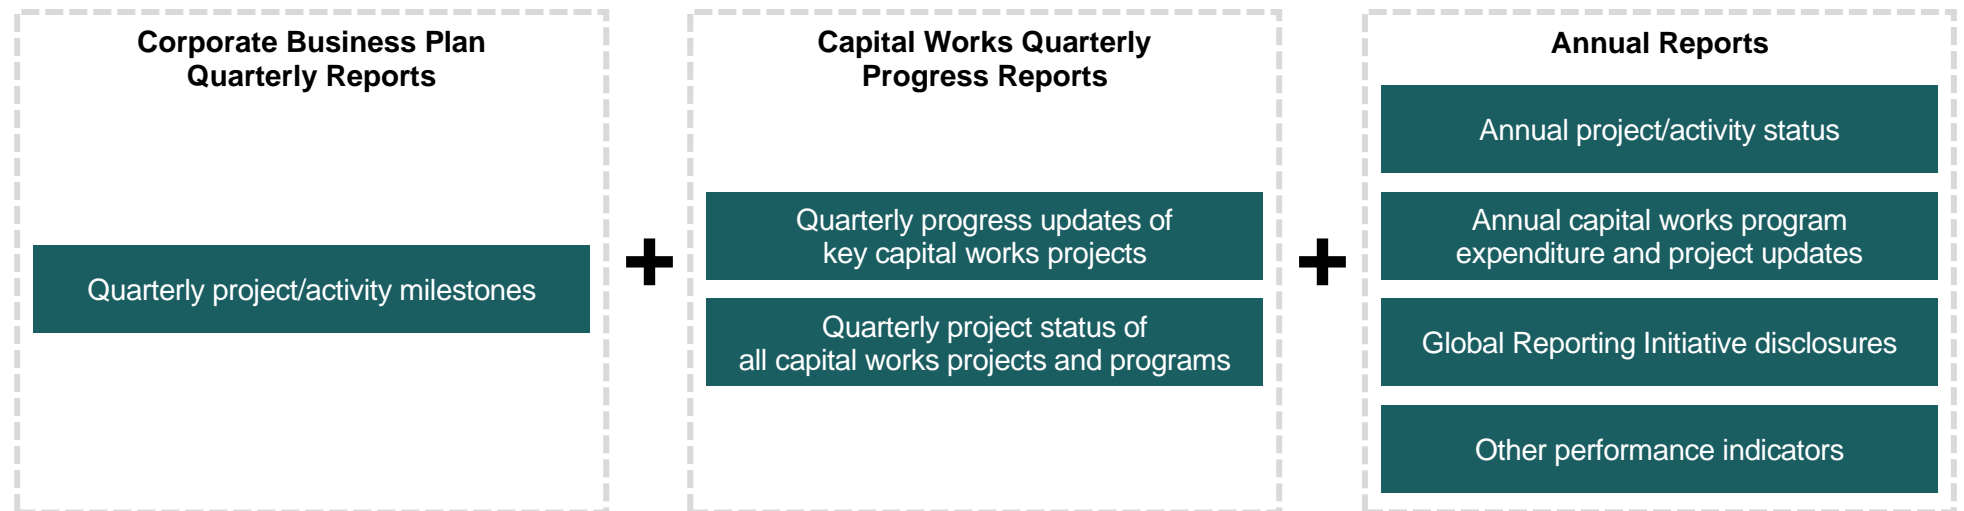 Corporate Business Plan
Quarterly Reports
Quarterly project/activity milestones
+
Capital Works Quarterly
Progress Reports
Quarterly progress updates of
key capital works projects
Quarterly project status of
all capital works projects and programs
+
Annual Reports
Annual project/activity status
Annual capital works program
expenditure and project updates
Global Reporting Initiative disclosures
Other performance indicators